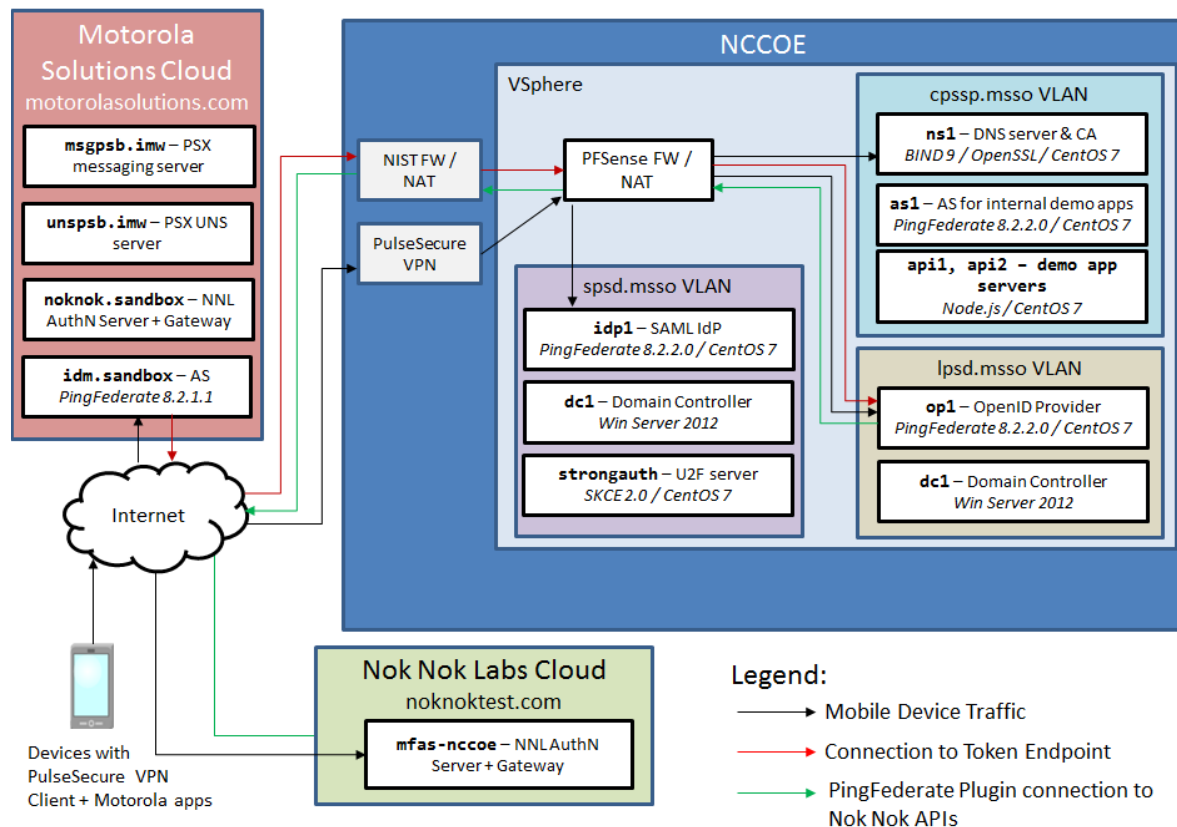 Motorola
Solutions Cloud
motorolasolutions.com
msgpsb.imw – PSX
messaging server
unspsb.imw – PSX UNS
server
noknok.sandbox – NNL
AuthN Server + Gateway
idm.sandbox – AS
PingFederate 8.2.1.1
Internet
Devices with
PulseSecure VPN
Client + Motorola apps
NCCOE
NIST FW /
NAT
PulseSecure
VPN
VSphere
PFSense FW /
NAT
spsd.msso VLAN
idp1 – SAML IdP
PingFederate 8.2.2.0 / CentOS 7
dc1 – Domain Controller
Win Server 2012
strongauth – U2F server
SKCE 2.0 / CentOS 7
cpssp.msso VLAN
ns1 – DNS server & CA
BIND 9 / OpenSSL / CentOS 7
as1 – AS for internal demo apps
PingFederate 8.2.2.0 / CentOS 7
api1, api2 – demo app
servers
Node.js / CentOS 7
lpsd.msso VLAN
op1 – OpenID Provider
PingFederate 8.2.2.0 / CentOS 7
dc1 – Domain Controller
Win Server 2012
Nok Nok Labs Cloud
noknoktest.com
mfas-nccoe – NNL AuthN
Server + Gateway
Legend:
Mobile Device Traffic
Connection to Token Endpoint
PingFederate Plugin connection to
Nok Nok APIs